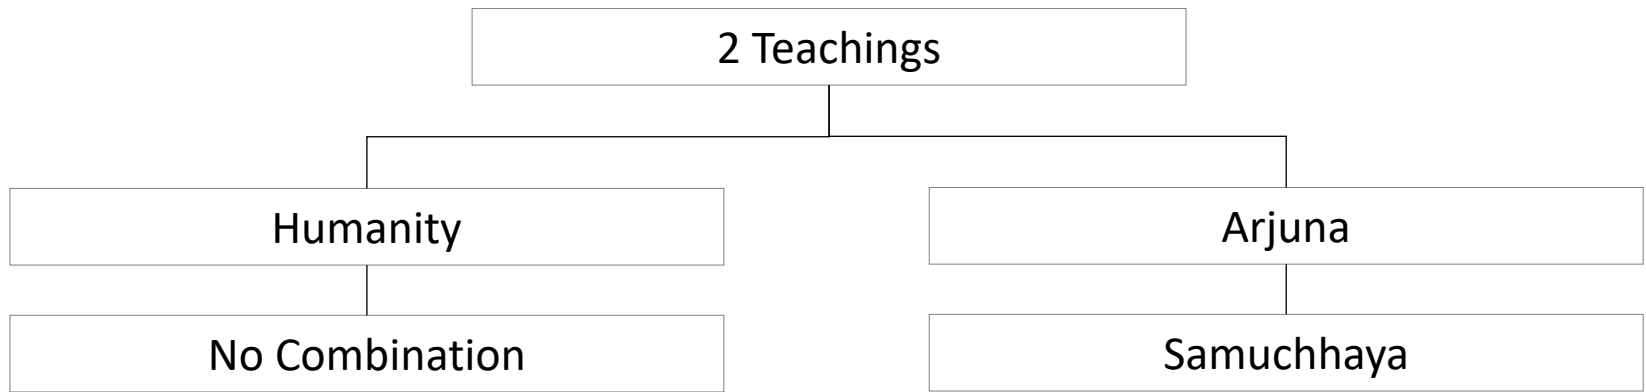 2 Teachings
Humanity
Arjuna
No Combination
Samuchhaya